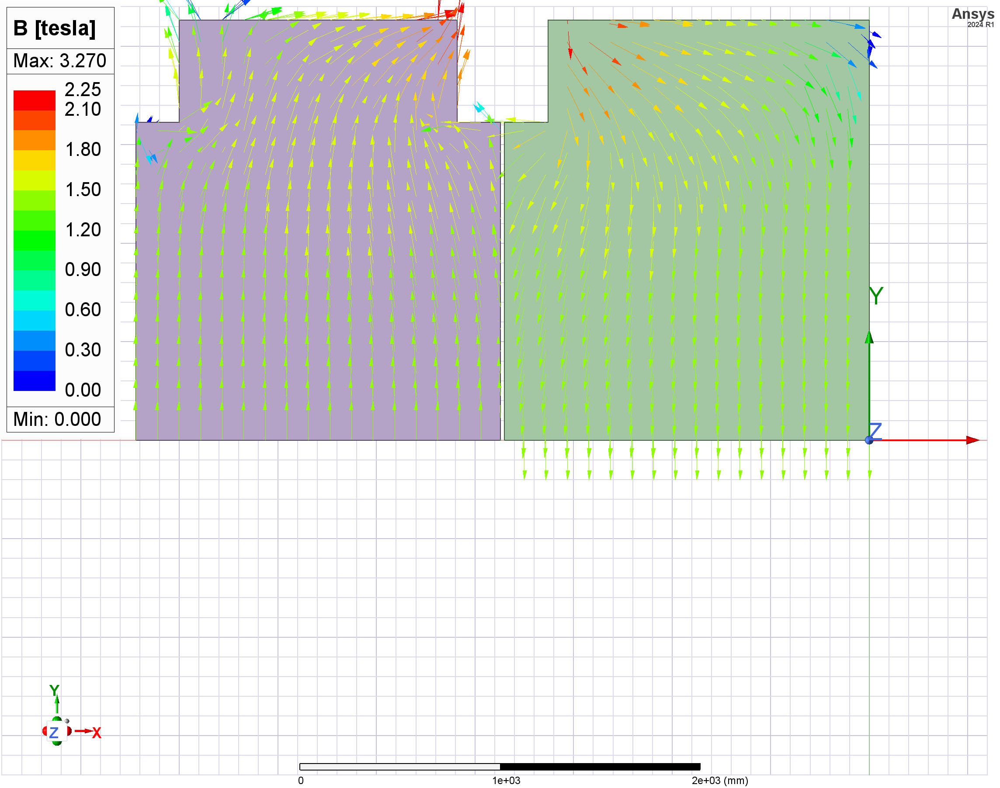 B [tesla]
Max: 3.270
2.25
2.10
1.80
1.50
1.20
0.90
0.60
0.30
0.00
Min: 0.000
Ansys
2024 R1
Y
Z
Y
Z
X
0
1e+03
2e+03 (mm)